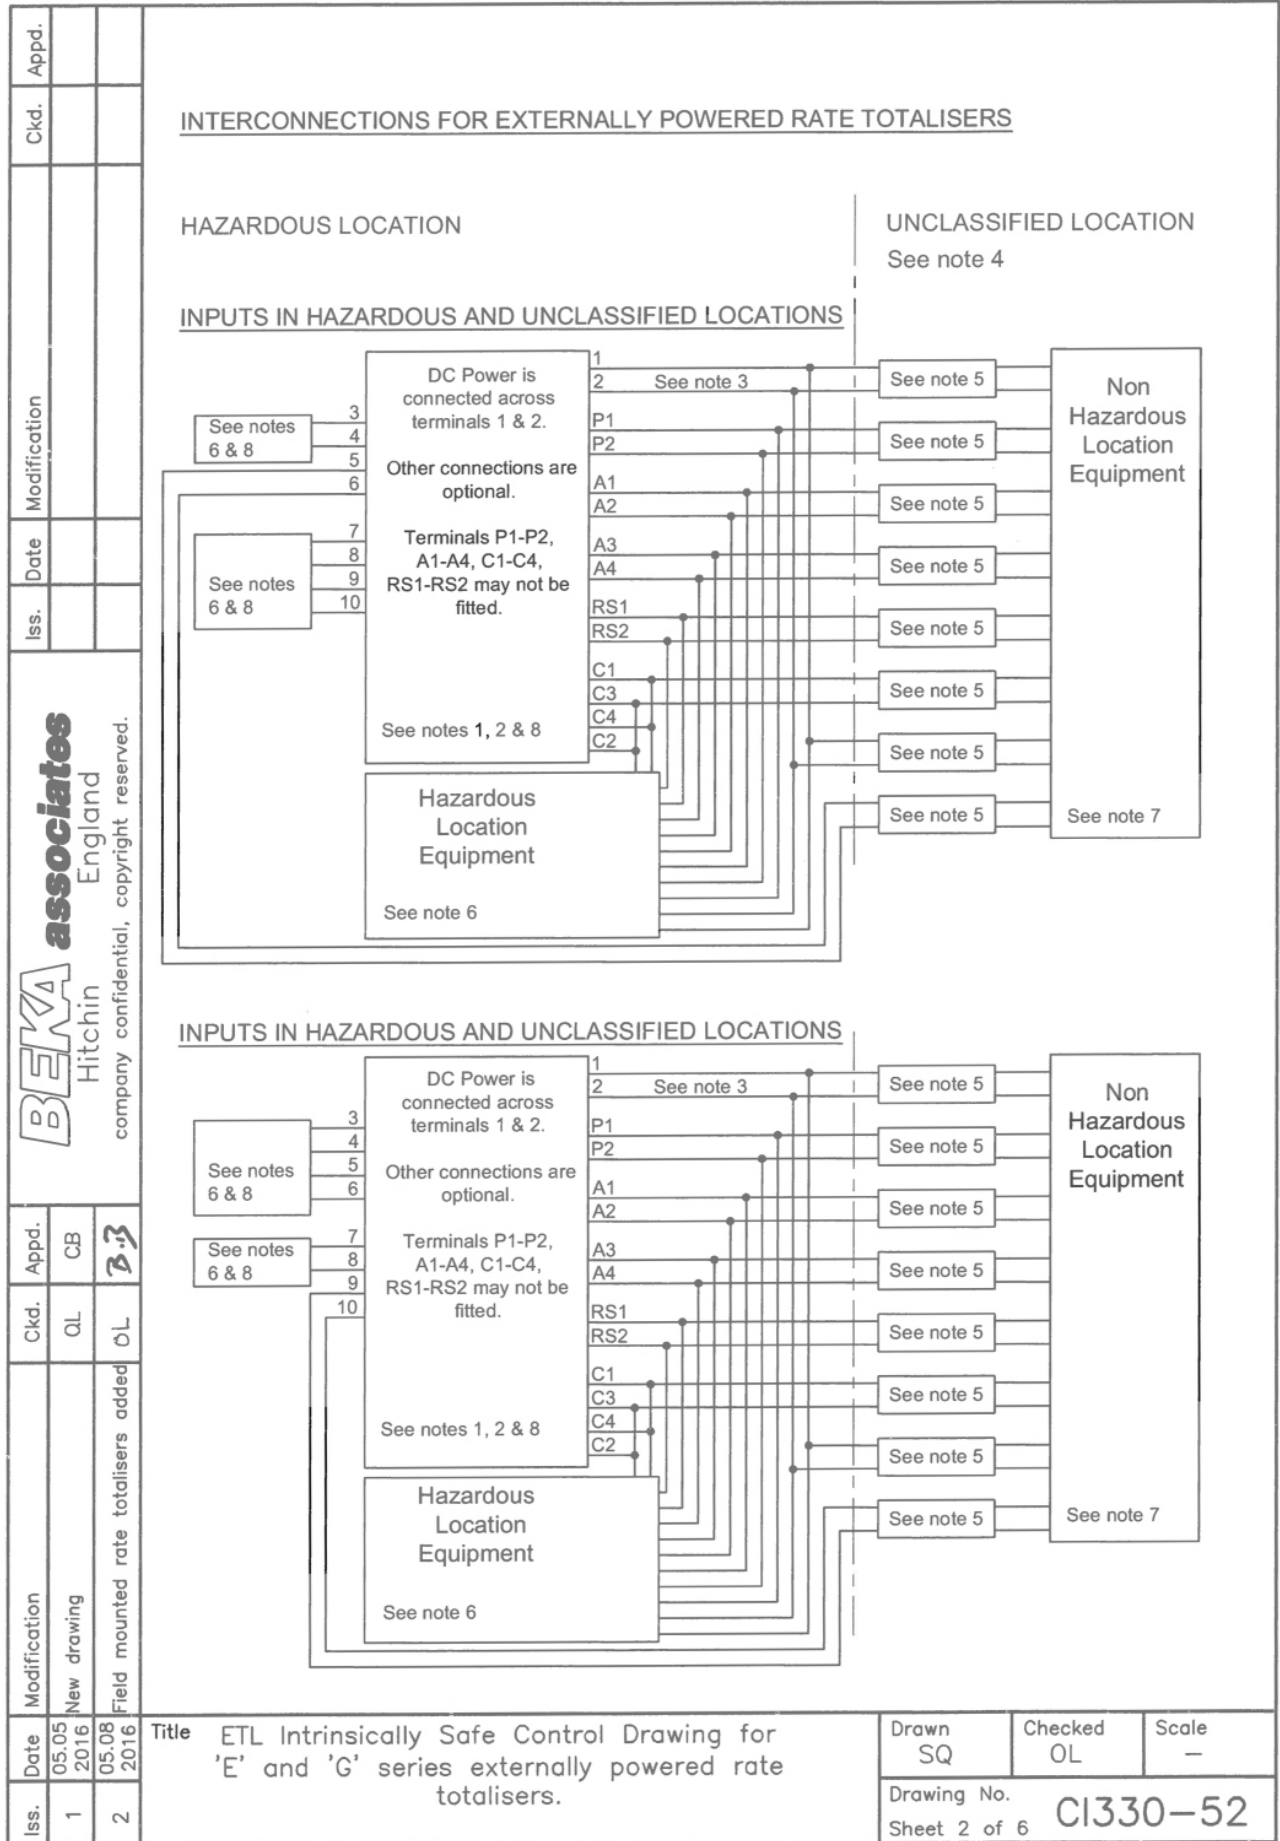 INTERCONNECTIONS FOR EXTERNALLY POWERED RATE TOTALISERS
HAZARDOUS LOCATION
UNCLASSIFIED LOCATION
See note 4
INPUTS IN HAZARDOUS AND UNCLASSIFIED LOCATIONS
DC Power is
connected across
terminals 1 & 2.
Other connections are
optional.
Terminals P1-P2,
A1-A4, C1-C4,
RS1-RS2 may not be
fitted.
See notes 1, 2 & 8
See notes
6 & 8
3
4
5
6
See notes
6 & 8
7
8
9
10
1
2
See note 3
P1
P2
A1
A2
A3
A4
RS1
RS2
C1
C3
C4
C2
See note 5
See note 5
See note 5
See note 5
See note 5
See note 5
See note 5
See note 5
Non
Hazardous
Location
Equipment
See note 7
Hazardous
Location
Equipment
See note 6
INPUTS IN HAZARDOUS AND UNCLASSIFIED LOCATIONS
DC Power is
connected across
terminals 1 & 2.
Other connections are
optional.
Terminals P1-P2,
A1-A4, C1-C4,
RS1-RS2 may not be
fitted.
See notes 1, 2 & 8
See notes
6 & 8
3
4
5
6
See notes
6 & 8
7
8
9
10
1
2
See note 3
P1
P2
A1
A2
A3
A4
RS1
RS2
C1
C3
C4
C2
See note 5
See note 5
See note 5
See note 5
See note 5
See note 5
See note 5
See note 5
Non
Hazardous
Location
Equipment
See note 7
Hazardous
Location
Equipment
See note 6
Title
ETL Intrinsically Safe Control Drawing for
'E' and 'G' series externally powered rate
totalisers.
Drawn
SQ
Checked
OL
Scale
—
Drawing No.
Sheet 2 of 6
CI330-52
Iss. Date Modification Ckd. Appd.
BEKA associates
Hitchin England
company confidential, copyright reserved.
Iss. Date Modification Ckd. Appd.
1 05.05 2016 New drawing QL CB
2 05.08 2016 Field mounted rate totalisers added OL B.B